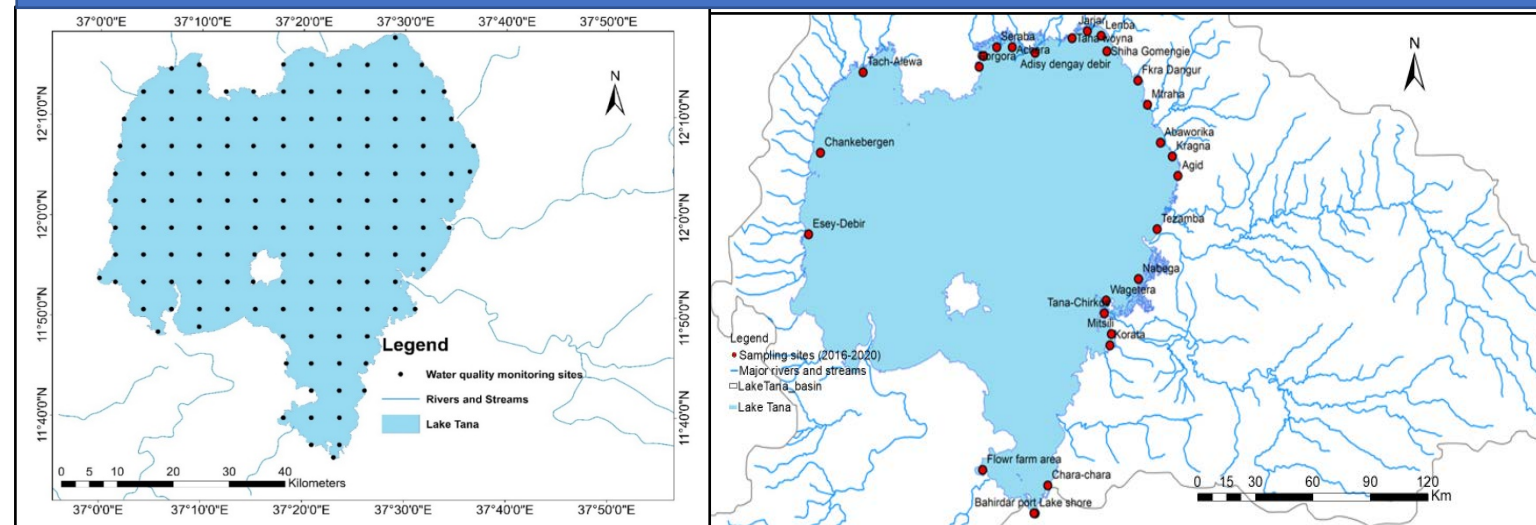 37°0'0"E 37°10'0"E 37°20'0"E 37°30'0"E 37°40'0"E 37°50'0"E
N
12°10'0"N 12°10'0"N
12°0'0"N 12°0'0"N
11°50'0"N 11°50'0"N
11°40'0"N 11°40'0"N
Legend
Water quality monitoring sites
Rivers and Streams
Lake Tana
0 5 10 20 30 40
Kilometers
37°0'0"E 37°10'0"E 37°20'0"E 37°30'0"E 37°40'0"E 37°50'0"E
Jarjar
Lenba
Seraba
Achera
Shiha Gomengie
Adisy dengay debir
Tach-Alewa
Fkra Dangur
N
Mtraha
Abaworika
Chankebergen
Kragna
Agid
Tezamba
Esey-Debir
Nabega
Wagetera
Mitsili
Korata
Legend
Sampling sites (2016-2020)
Major rivers and streams
LakeTana_basin
Lake Tana
Flowr farm area
Chara-chara
Bahirdar port Lake shore
0 15 30 60 90 120
Km